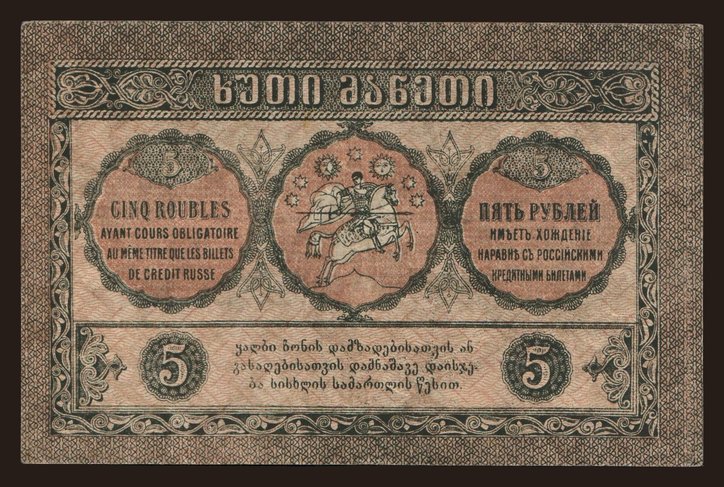 ხუთი მანეთი
5
CINQ ROUBLES
AYANT COURS OBLIGATOIRE
AU MÊME TITRE QUE LES BILLETS
DE CREDIT RUSSE
5
ПЯТЬ РУБЛЕЙ
ИМѢЕТЪ ХОЖДЕНІЕ
НАРАВНѢ СЪ РОССІЙСКИМИ
КРЕДИТНЫМИ БИЛЕТАМИ
5
ყალბი ბონის დამზადებისათვის ან
გასაღებისათვის დამნაშავე დაისჯე-
ბა სისხლის სამართლის წესით.
5